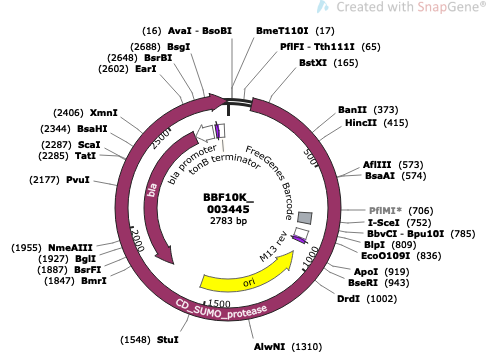 Created with SnapGene®
(16) AvaI - BsoBI
BmeT110I (17)
(2688) BsgI
PflFI - Tth111I (65)
(2648) BsrBI
BstXI (165)
(2602) EarI
(2406) XmnI
(2344) BsaHI
(2287) ScaI
(2285) TatI
(2177) PvuI
(1955) NmeAIII
(1927) BglI
(1887) BsrFI
(1847) BmrI
(1548) StuI
AlwNI (1310)
BanII (373)
HincII (415)
AflIII (573)
BsaAI (574)
PflMI* (706)
I-SceI (752)
BbvCI - Bpu10I (785)
BlpI (809)
EcoO109I (836)
ApoI (919)
BseRI (943)
DrdI (1002)
500
1000
1500
2000
2500
bla promoter
tonB terminator
FreeGenes Barcode
M13 rev
bla
ori
CD_SUMO_protease
BBF10K_
003445
2783 bp